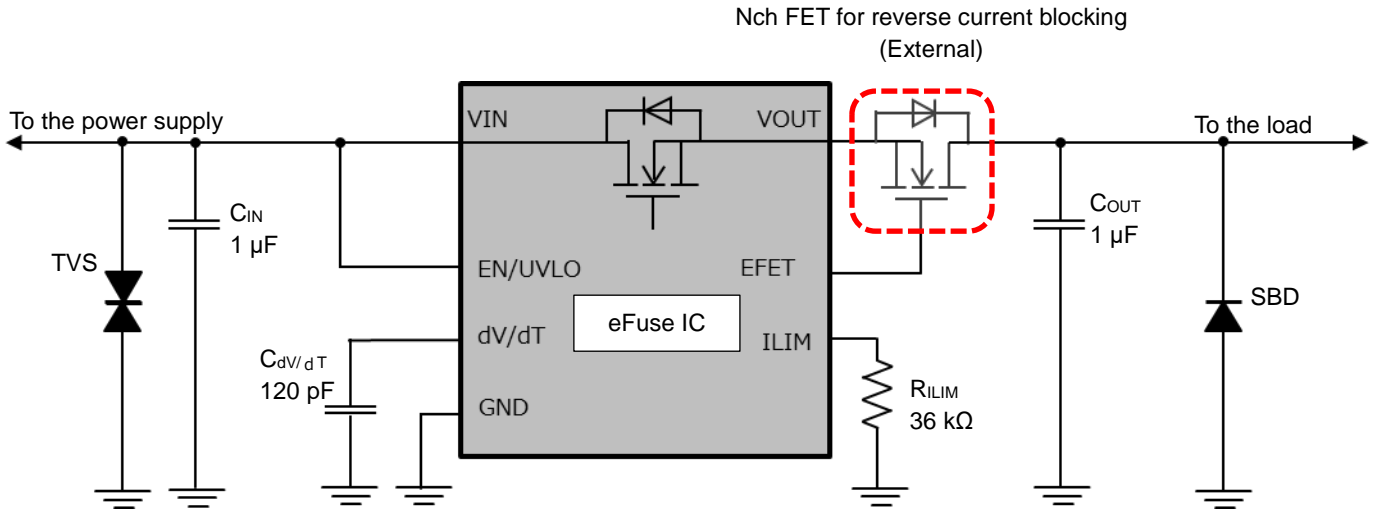 Nch FET for reverse current blocking
(External)
To the power supply
VIN
VOUT
To the load
CIN
1 µF
COUT
1 µF
TVS
EN/UVLO
EFET
SBD
eFuse IC
dV/dT
ILIM
CdV/dT
120 pF
RILIM
36 kΩ
GND